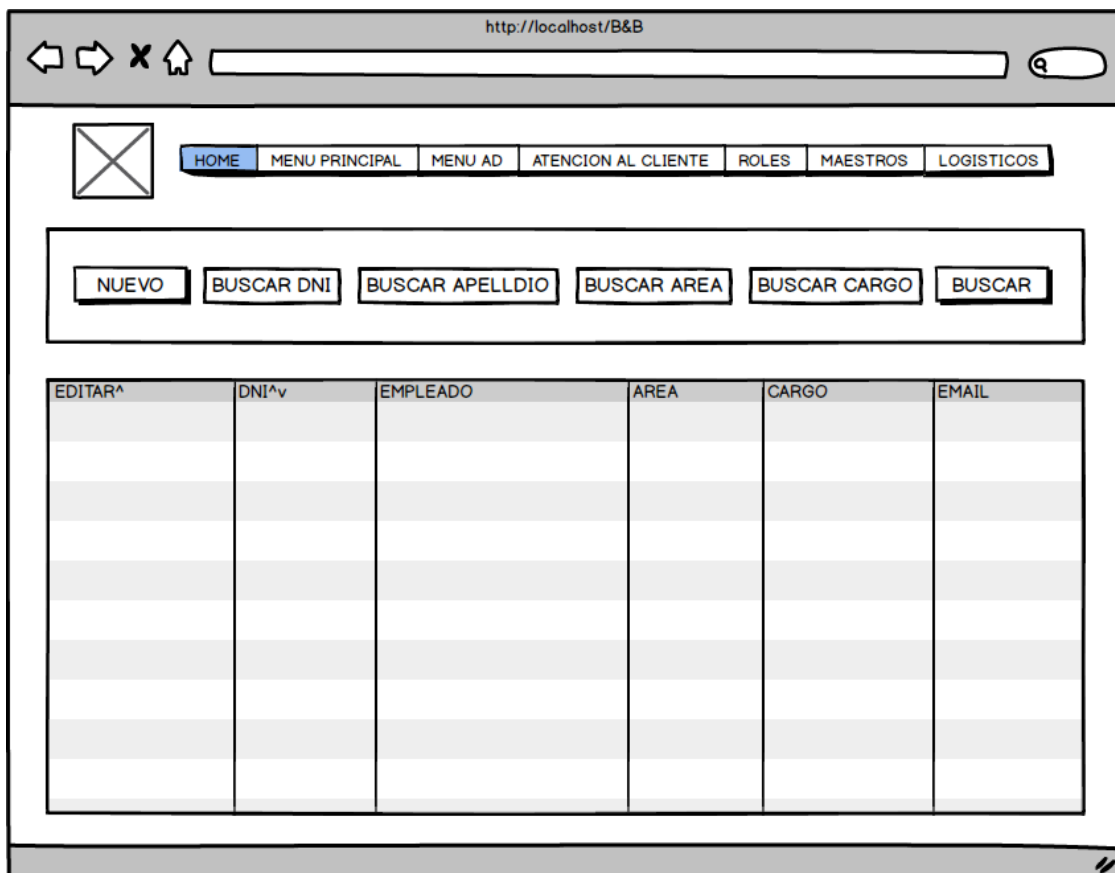 http://localhost/B&B
HOME MENU PRINCIPAL MENU AD ATENCION AL CLIENTE ROLES MAESTROS LOGISTICOS
NUEVO BUSCAR DNI BUSCAR APELLDIO BUSCAR AREA BUSCAR CARGO BUSCAR
EDITAR^ DNI^v EMPLEADO AREA CARGO EMAIL